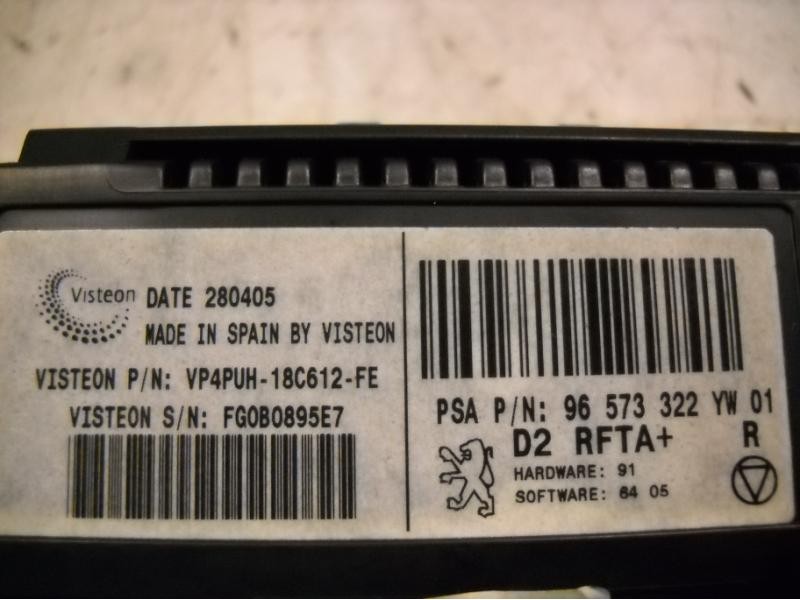 Visteon DATE 280405
MADE IN SPAIN BY VISTEON
VISTEON P/N: VP4PUH-18C612-FE
VISTEON S/N: FG0B0895E7
PSA P/N: 96 573 322 YW 01
D2 RFTA+ R
HARDWARE: 91
SOFTWARE: 64 05